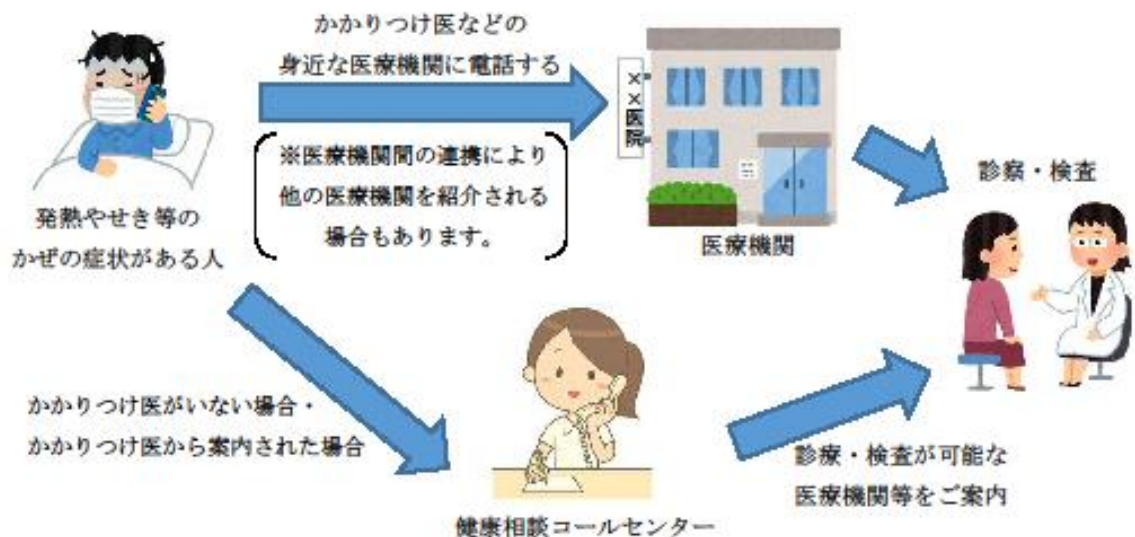 かかりつけ医などの
身近な医療機関に電話する
※医療機関間の連携により
他の医療機関を紹介される
場合もあります。
発熱やせき等の
かぜの症状がある人
××医院
医療機関
診察・検査
かかりつけ医がいない場合・
かかりつけ医から案内された場合
健康相談コールセンター
診療・検査が可能な
医療機関等をご案内